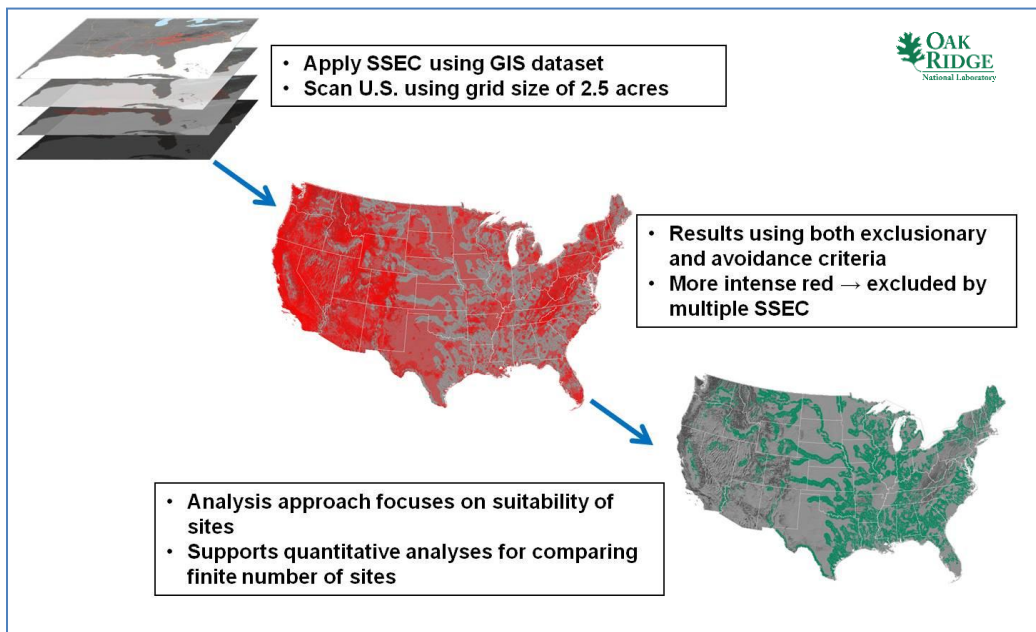 • Apply SSEC using GIS dataset
• Scan U.S. using grid size of 2.5 acres
OAK
RIDGE
National Laboratory
• Results using both exclusionary
and avoidance criteria
• More intense red → excluded by
multiple SSEC
• Analysis approach focuses on suitability of
sites
• Supports quantitative analyses for comparing
finite number of sites